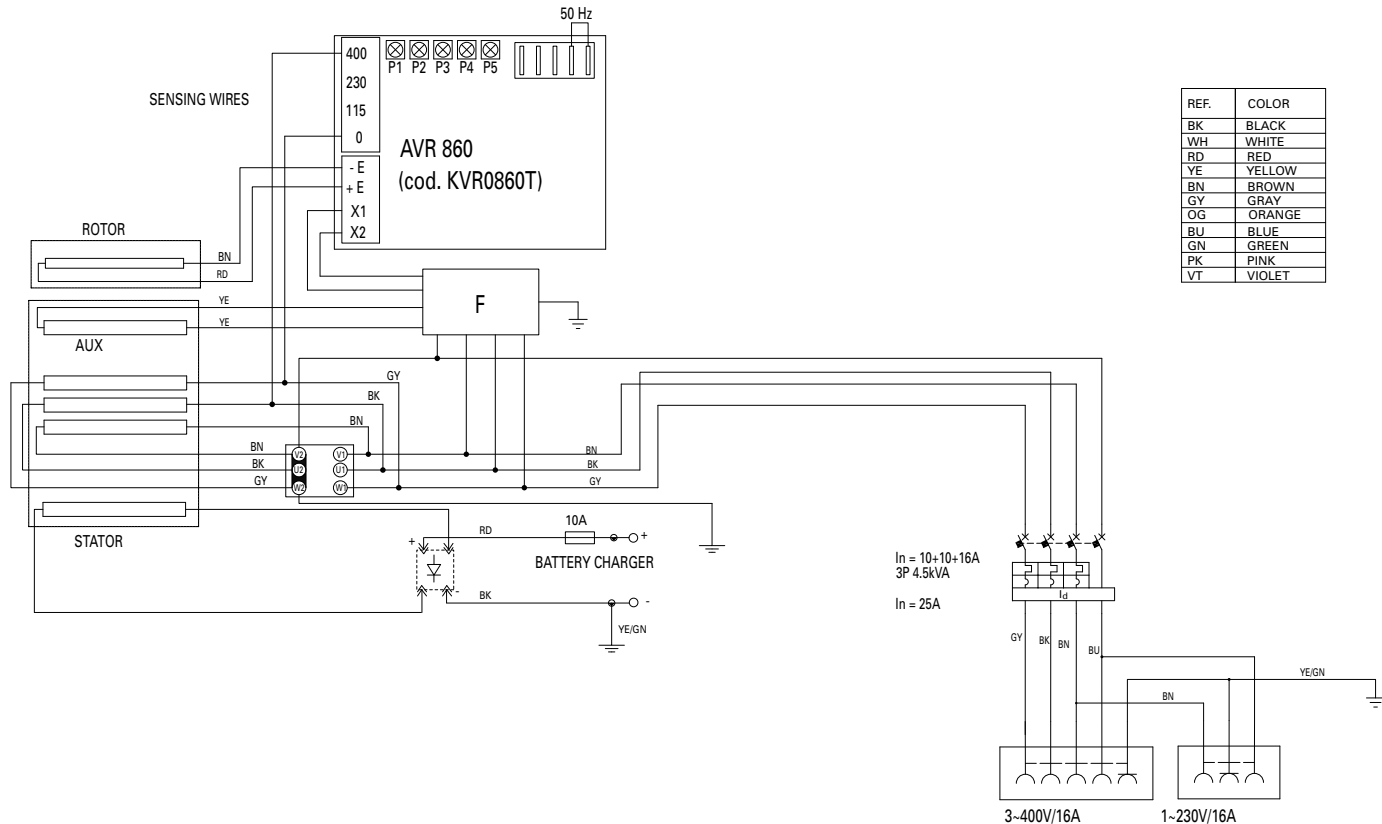 50 Hz
400
230
115
0
P1 P2 P3 P4 P5
SENSING WIRES
AVR 860
(cod. KVR0860T)
- E
+ E
X1
X2
REF. COLOR
BK BLACK
WH WHITE
RD RED
YE YELLOW
BN BROWN
GY GRAY
OG ORANGE
BU BLUE
GN GREEN
PK PINK
VT VIOLET
ROTOR
BN
RD
YE
YE
F
AUX
GY
BK
BN
BN
BK
GY
V2 V1
U2 U1
W2 W1
BN
BK
GY
STATOR
+ RD
10A
+
BATTERY CHARGER
- BK
-
YE/GN
In = 10+10+16A
3P 4.5kVA
In = 25A
Id
GY BK BN BU
YE/GN
BN
3~400V/16A
1~230V/16A